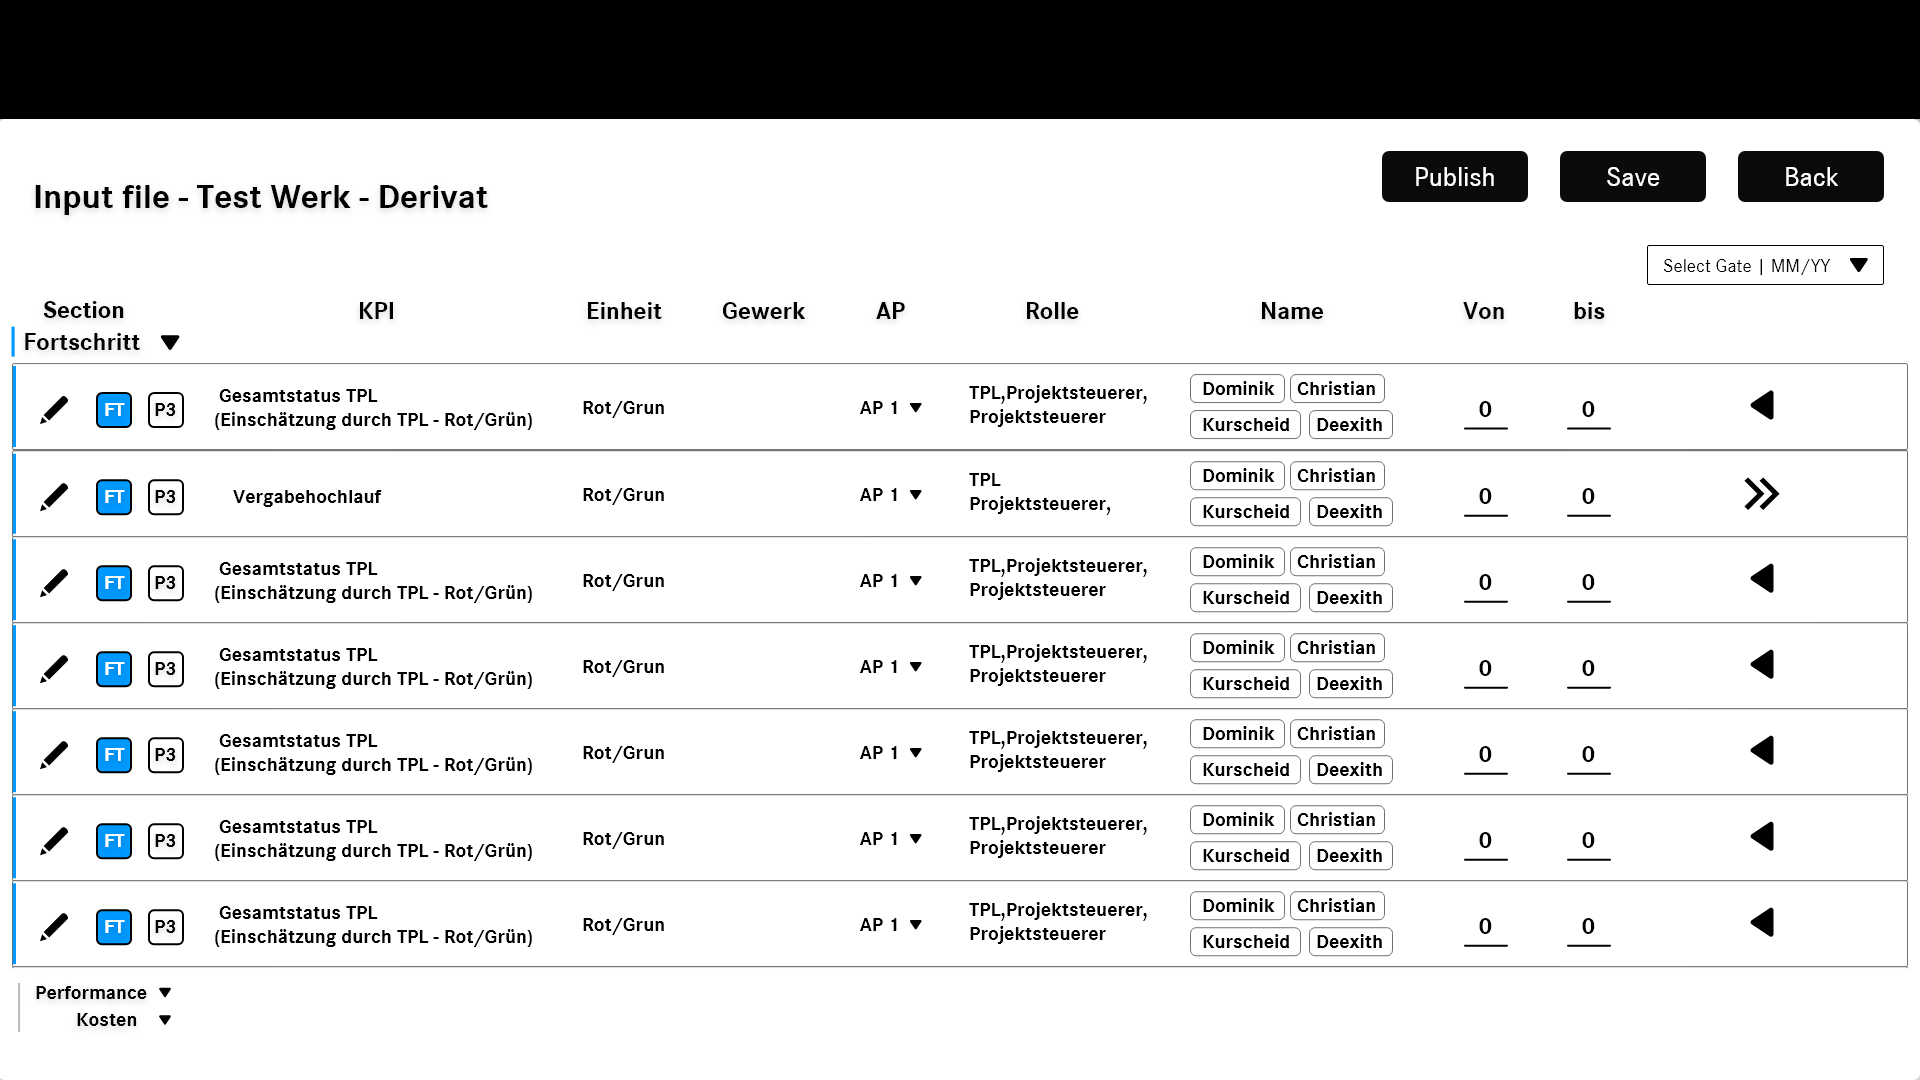 Publish Save Back
Input file - Test Werk - Derivat
Select Gate | MM/YY
Section KPI Einheit Gewerk AP Rolle Name Von bis
Fortschritt
FT P3 Gesamtstatus TPL
(Einschätzung durch TPL - Rot/Grün) Rot/Grun AP 1 TPL,Projektsteuerer,
Projektsteuerer Dominik Christian
Kurscheid Deexith 0 0
FT P3 Vergabehochlauf Rot/Grun AP 1 TPL
Projektsteuerer, Dominik Christian
Kurscheid Deexith 0 0
FT P3 Gesamtstatus TPL
(Einschätzung durch TPL - Rot/Grün) Rot/Grun AP 1 TPL,Projektsteuerer,
Projektsteuerer Dominik Christian
Kurscheid Deexith 0 0
FT P3 Gesamtstatus TPL
(Einschätzung durch TPL - Rot/Grün) Rot/Grun AP 1 TPL,Projektsteuerer,
Projektsteuerer Dominik Christian
Kurscheid Deexith 0 0
FT P3 Gesamtstatus TPL
(Einschätzung durch TPL - Rot/Grün) Rot/Grun AP 1 TPL,Projektsteuerer,
Projektsteuerer Dominik Christian
Kurscheid Deexith 0 0
FT P3 Gesamtstatus TPL
(Einschätzung durch TPL - Rot/Grün) Rot/Grun AP 1 TPL,Projektsteuerer,
Projektsteuerer Dominik Christian
Kurscheid Deexith 0 0
FT P3 Gesamtstatus TPL
(Einschätzung durch TPL - Rot/Grün) Rot/Grun AP 1 TPL,Projektsteuerer,
Projektsteuerer Dominik Christian
Kurscheid Deexith 0 0
Performance
Kosten